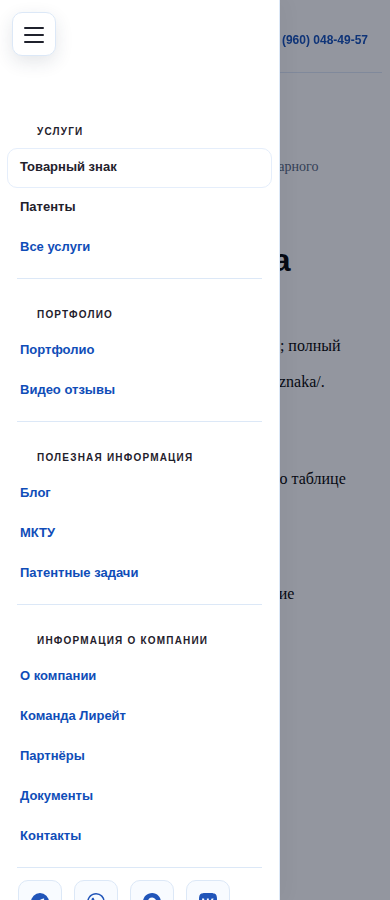 (960) 048-49-57
УСЛУГИ
Товарный знак
Патенты
Все услуги
ПОРТФОЛИО
Портфолио
Видео отзывы
ПОЛЕЗНАЯ ИНФОРМАЦИЯ
Блог
МКТУ
Патентные задачи
ИНФОРМАЦИЯ О КОМПАНИИ
О компании
Команда Лирейт
Партнёры
Документы
Контакты
арного
а
; полный
znaka/.
о таблице
ие